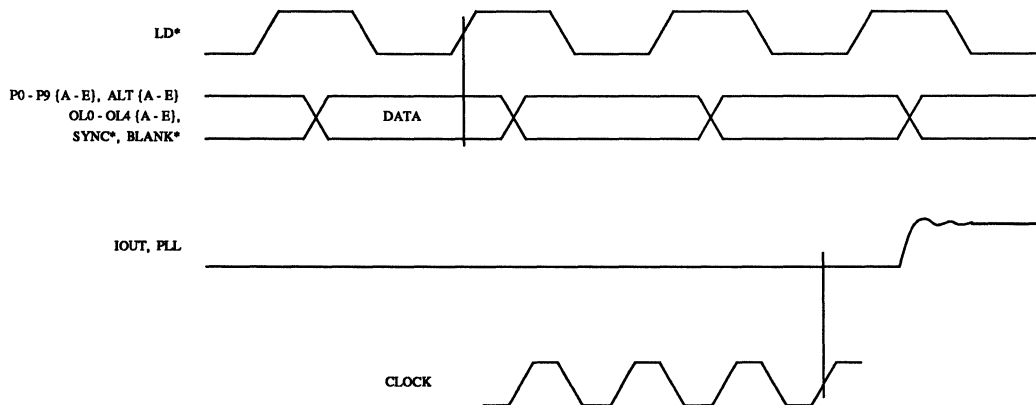 LD*
P0 - P9 {A - E}, ALT {A - E}
OL0 - OL4 {A - E},
SYNC*, BLANK*
DATA
IOUT, PLL
CLOCK